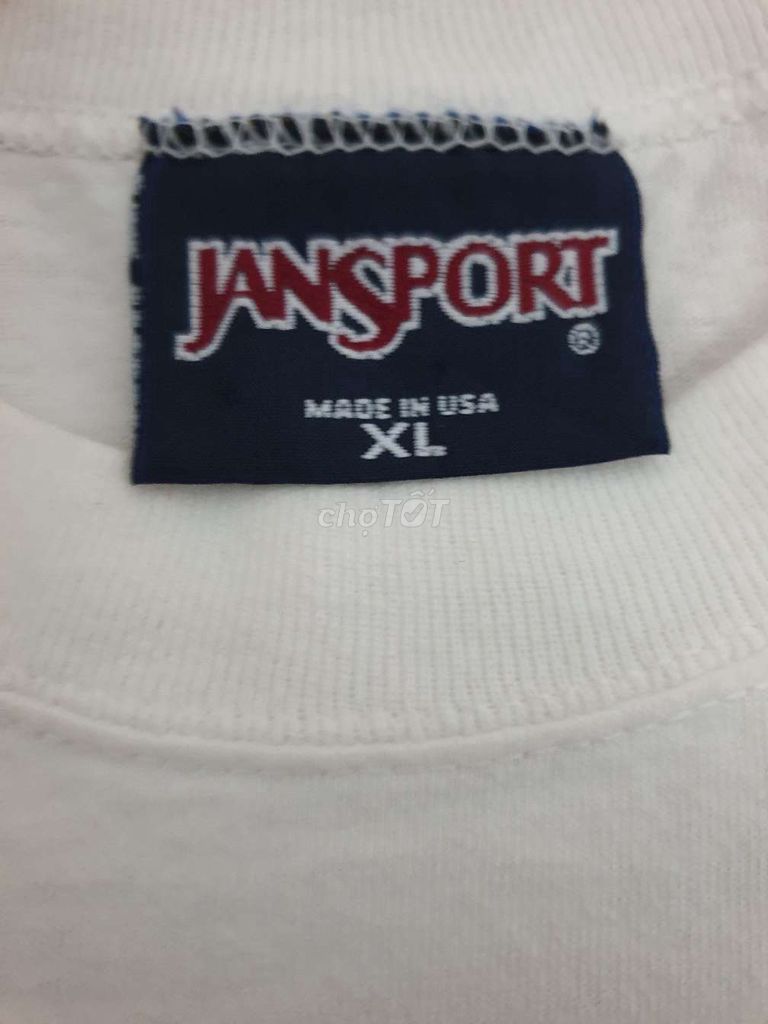 JANSPORT
®
MADE IN USA
XL
chợTỐT